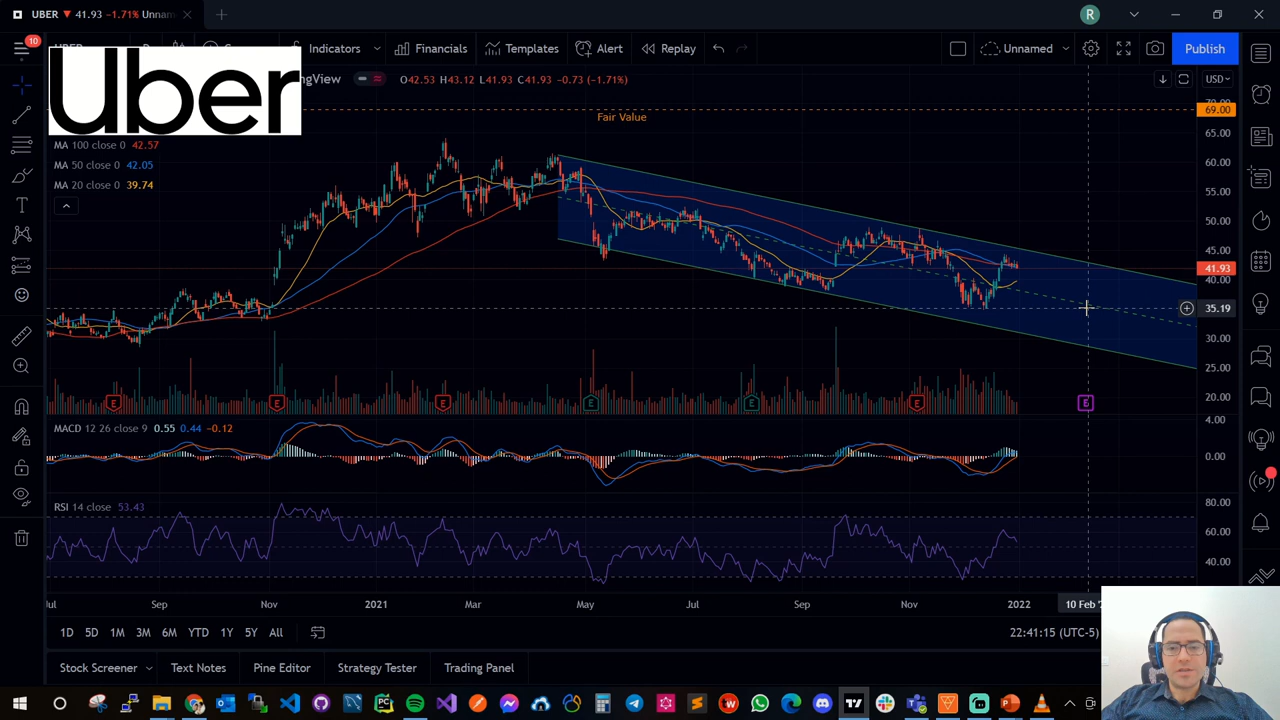 UBER ▼ 41.93 −1.71% Unnam
R
10
Indicators
Financials
Templates
Alert
Replay
Unnamed
Publish
Uber
ngView
O42.53 H43.12 L41.93 C41.93 −0.73 (−1.71%)
USD
Fair Value
MA 100 close 0 42.57
MA 50 close 0 42.05
MA 20 close 0 39.74
69.00
65.00
60.00
55.00
50.00
45.00
41.93
40.00
35.19
30.00
25.00
20.00
E
E
E
E
E
E
E
MACD 12 26 close 9 0.55 0.44 −0.12
4.00
0.00
RSI 14 close 53.43
80.00
60.00
40.00
Sep
Nov
2021
Mar
May
Jul
Sep
Nov
2022
10 Feb '
1D 5D 1M 3M 6M YTD 1Y 5Y All
22:41:15 (UTC-5)
Stock Screener
Text Notes
Pine Editor
Strategy Tester
Trading Panel